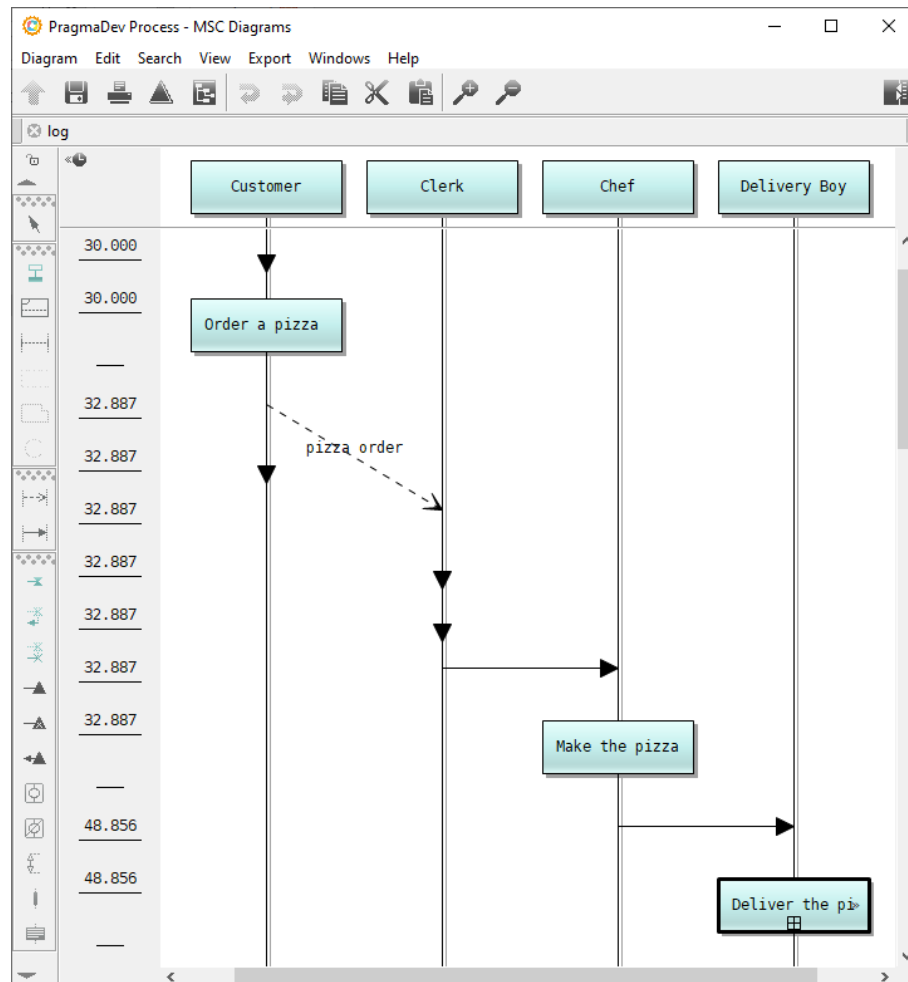 PragmaDev Process - MSC Diagrams
Diagram Edit Search View Export Windows Help
log
Customer Clerk Chef Delivery Boy
30.000
30.000
Order a pizza
32.887
pizza order
32.887
32.887
32.887
32.887
32.887
32.887
Make the pizza
48.856
48.856
Deliver the pi»